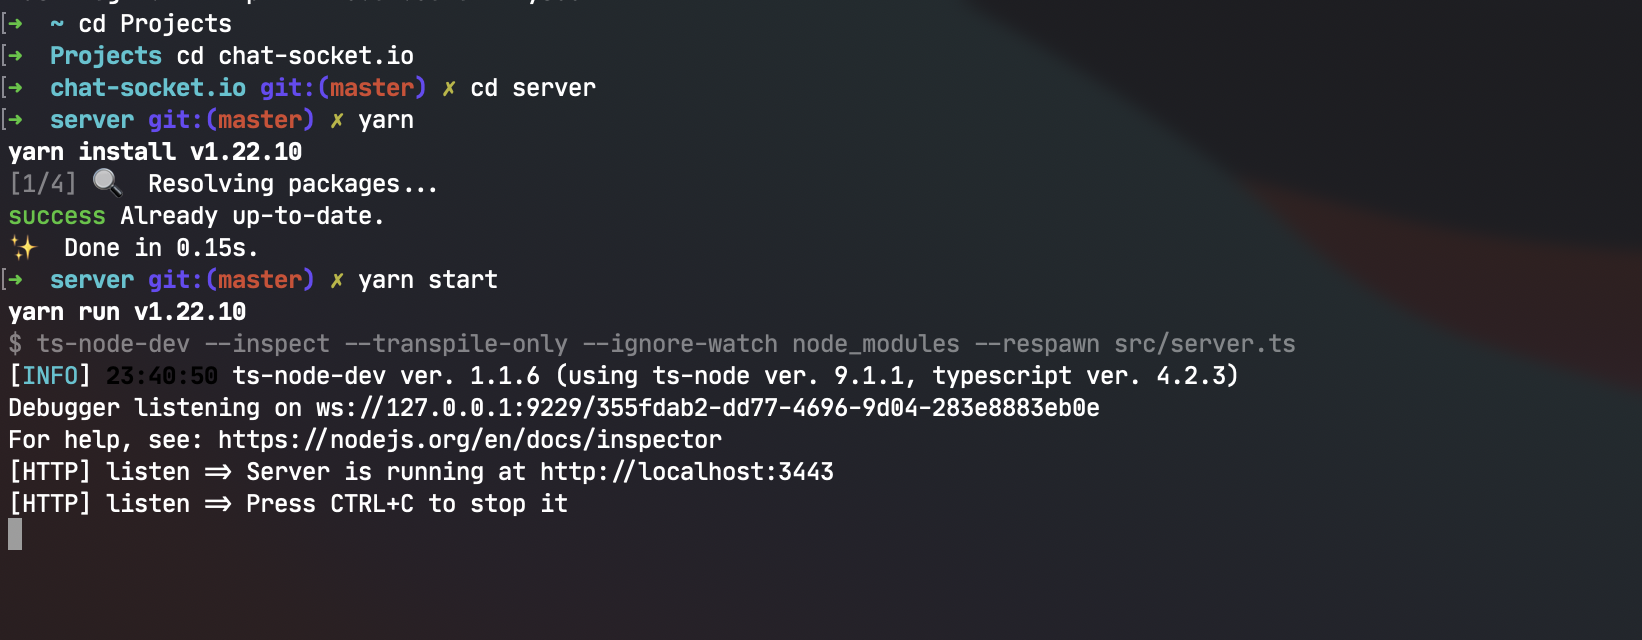 ➜  ~ cd Projects
➜  Projects cd chat-socket.io
➜  chat-socket.io git:(master) ✗ cd server
➜  server git:(master) ✗ yarn
yarn install v1.22.10
[1/4] 🔍  Resolving packages...
success Already up-to-date.
✨  Done in 0.15s.
➜  server git:(master) ✗ yarn start
yarn run v1.22.10
$ ts-node-dev --inspect --transpile-only --ignore-watch node_modules --respawn src/server.ts
[INFO] 23:40:50 ts-node-dev ver. 1.1.6 (using ts-node ver. 9.1.1, typescript ver. 4.2.3)
Debugger listening on ws://127.0.0.1:9229/355fdab2-dd77-4696-9d04-283e8883eb0e
For help, see: https://nodejs.org/en/docs/inspector
[HTTP] listen => Server is running at http://localhost:3443
[HTTP] listen => Press CTRL+C to stop it